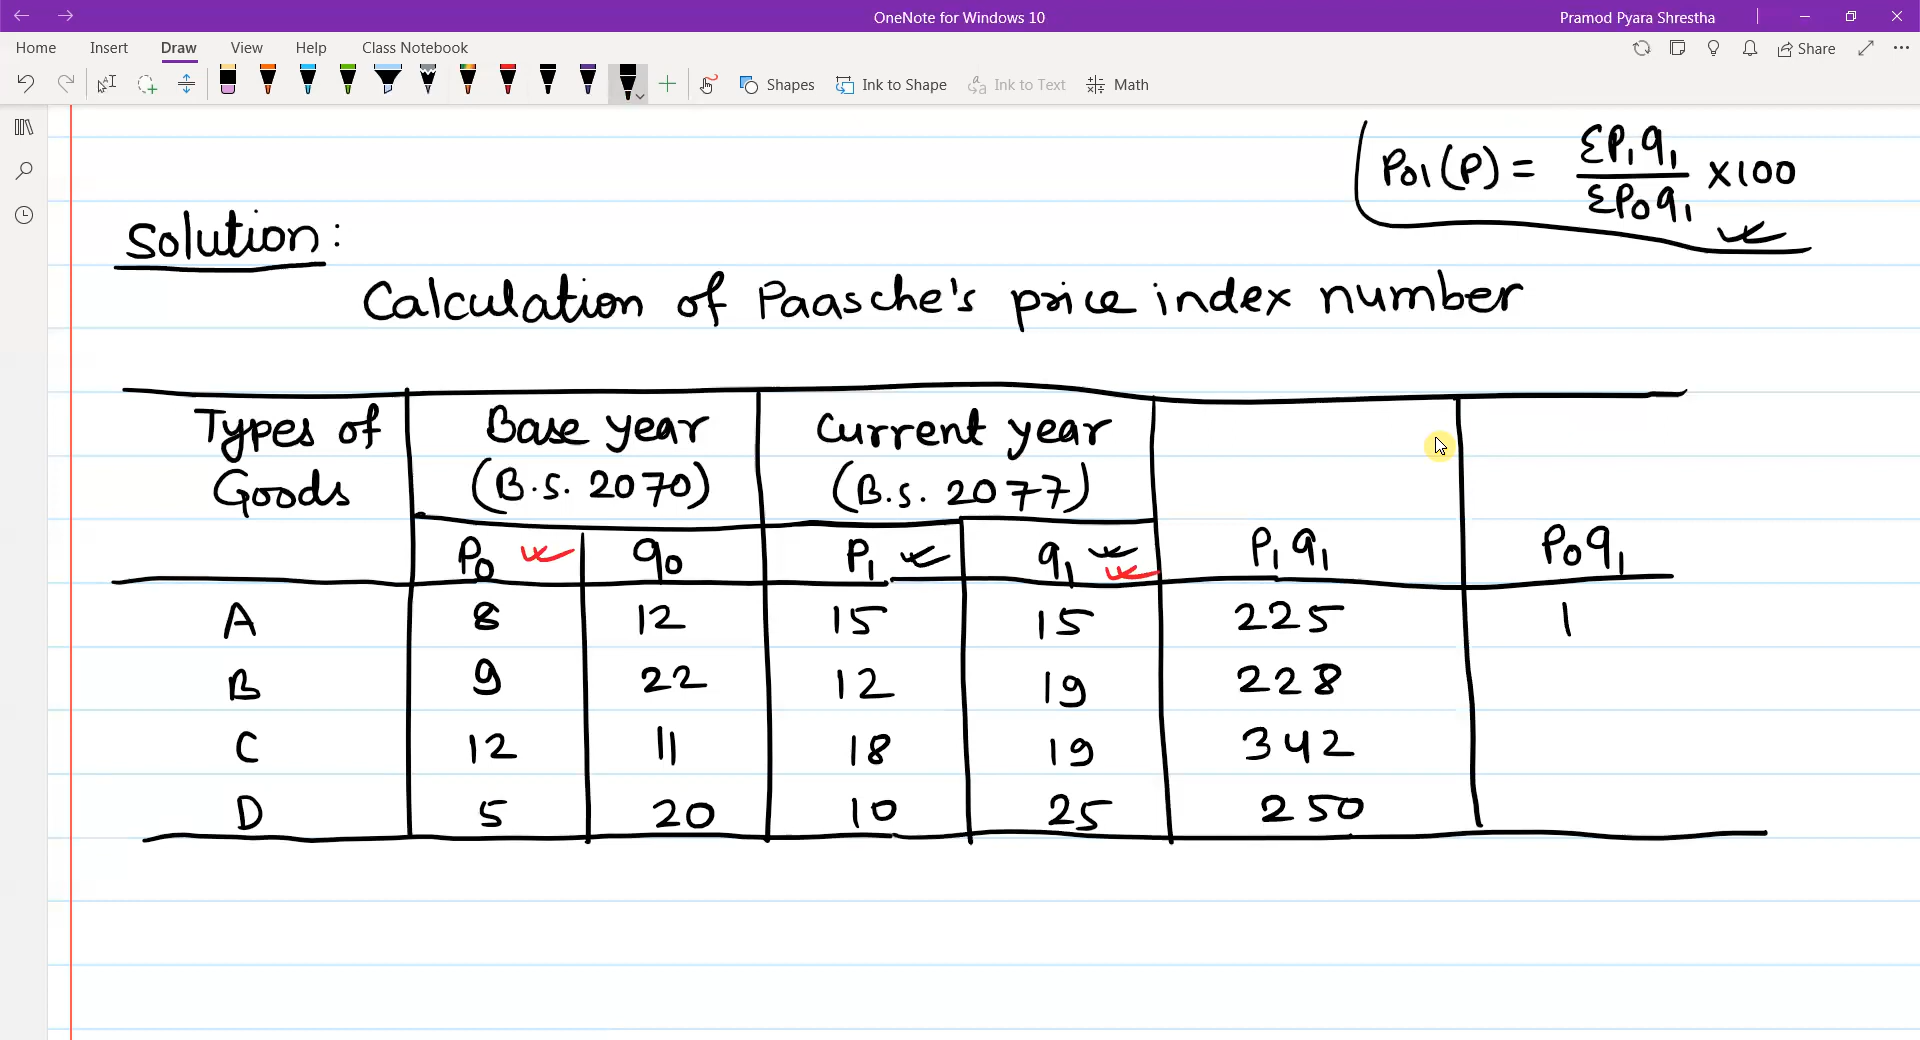 OneNote for Windows 10
Pramod Pyara Shrestha
Home Insert Draw View Help Class Notebook
Share
Shapes Ink to Shape Ink to Text Math
P01(P) = ΣP1q1 / ΣP0q1 ×100
Solution:
Calculation of Paasche's price index number
Types of Goods Base year (B.S. 2070) Current year (B.S. 2077)
P0 q0 P1 q1 P1q1 P0q1
A 8 12 15 15 225 1
B 9 22 12 19 228
C 12 11 18 19 342
D 5 20 10 25 250